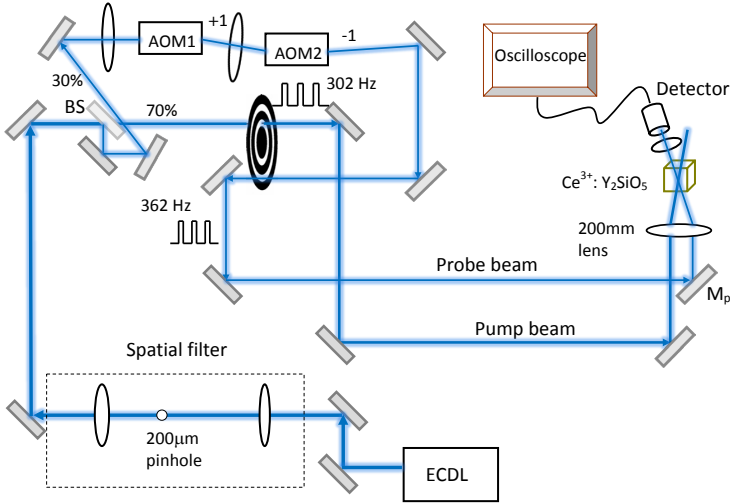 +1
-1
AOM1
AOM2
Oscilloscope
30%
BS
70%
302 Hz
Detector
Ce³⁺: Y₂SiO₅
362 Hz
200mm
lens
Probe beam
Mₚ
Pump beam
Spatial filter
200µm
pinhole
ECDL